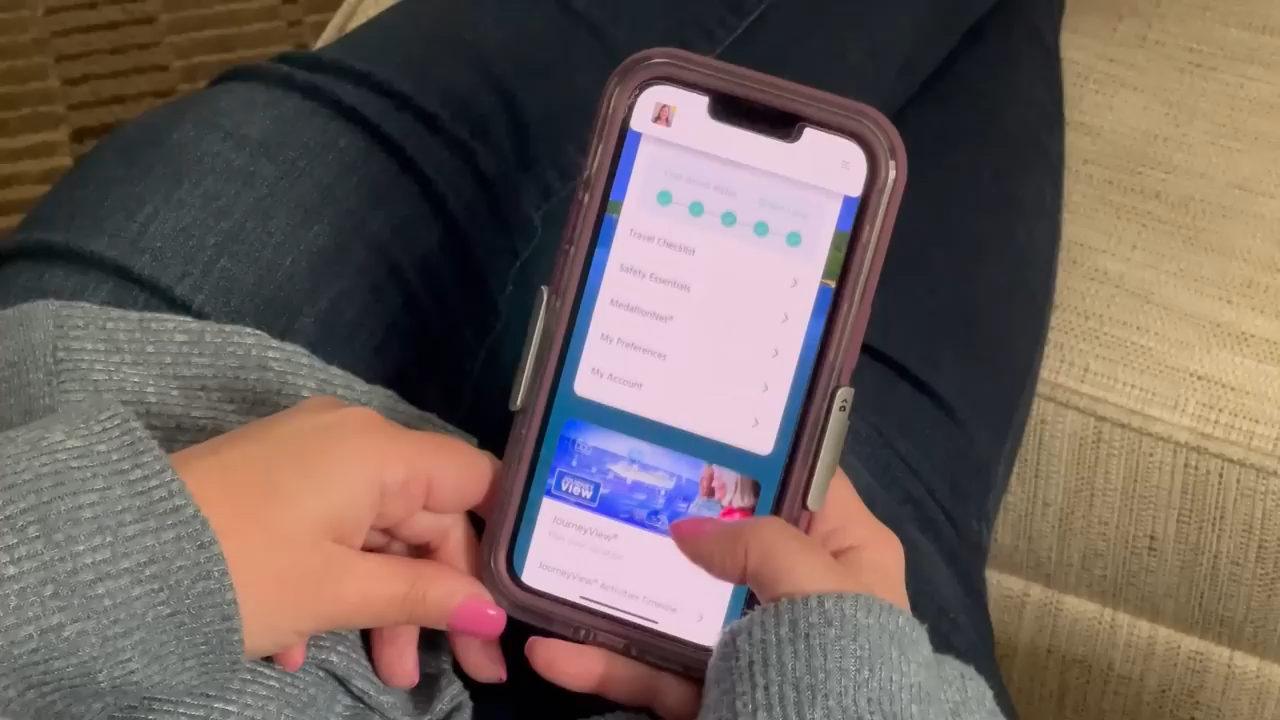 Travel Checklist
Safety Essentials
MedallionNet®
My Preferences
My Account
View
JourneyView®
JourneyView® Activities Timeline